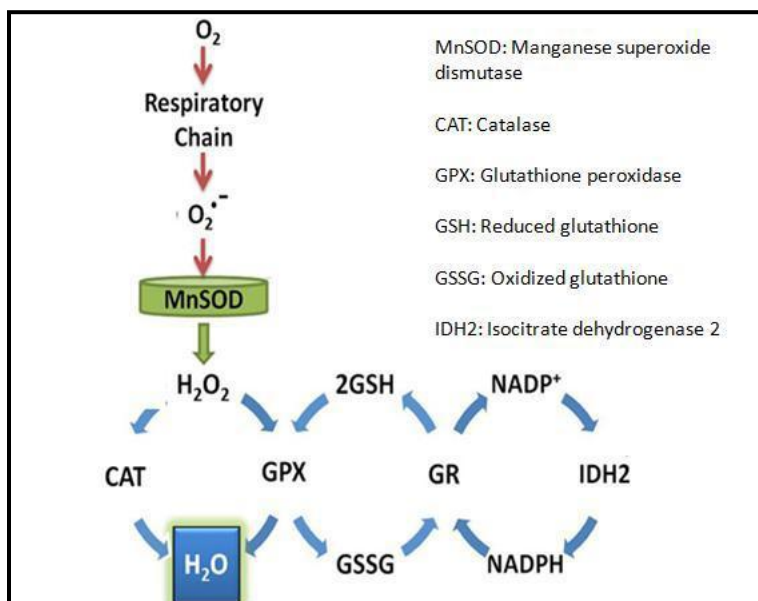 O₂
Respiratory
Chain
O₂•−
MnSOD
H₂O₂
2GSH
NADP⁺
CAT
GPX
GR
IDH2
H₂O
GSSG
NADPH
MnSOD: Manganese superoxide
dismutase
CAT: Catalase
GPX: Glutathione peroxidase
GSH: Reduced glutathione
GSSG: Oxidized glutathione
IDH2: Isocitrate dehydrogenase 2